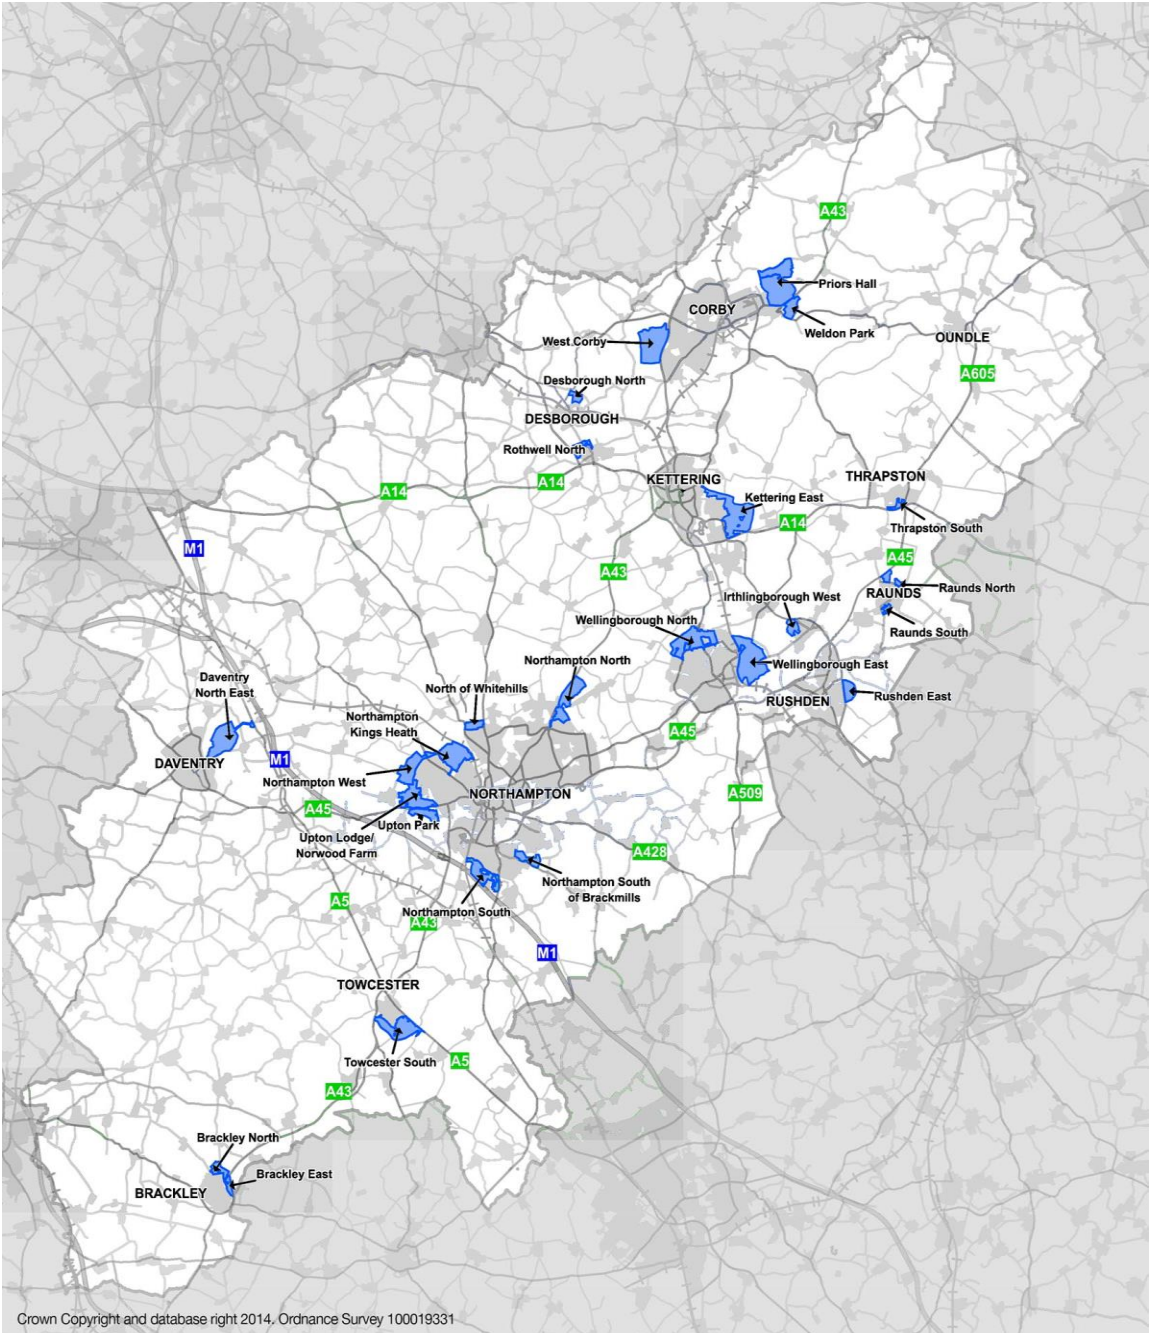 A43
Priors Hall
CORBY
Weldon Park
OUNDLE
West Corby
A605
Desborough North
DESBOROUGH
Rothwell North
KETTERING
THRAPSTON
A14
A14
Kettering East
A14
Thrapston South
M1
A45
A43
Raunds North
RAUNDS
Irthlingborough West
Wellingborough North
Raunds South
Northampton North
Wellingborough East
Daventry
North East
North of Whitehills
Rushden East
RUSHDEN
Northampton
Kings Heath
A45
M1
DAVENTRY
Northampton West
NORTHAMPTON
A509
A45
Upton Park
Upton Lodge/
Norwood Farm
A428
Northampton South
of Brackmills
A5
Northampton South
A43
M1
TOWCESTER
Towcester South
A5
A43
Brackley North
Brackley East
BRACKLEY
Crown Copyright and database right 2014. Ordnance Survey 100019331